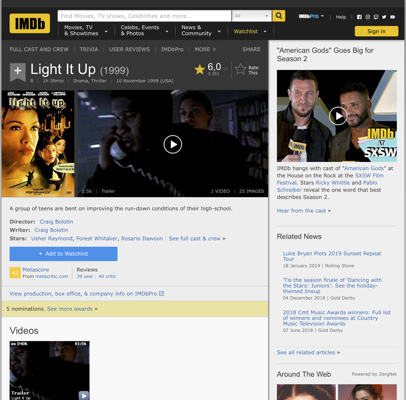 IMDb
Find Movies, TV shows, Celebrities and more...
All
IMDbPro
Help
Movies, TV & Showtimes
Celebs, Events & Photos
News & Community
Watchlist
Sign in
FULL CAST AND CREW | TRIVIA | USER REVIEWS | IMDbPro | MORE
SHARE
Light It Up (1999)
6,0
Rate This
R | 1h 39min | Drama, Thriller | 10 November 1999 (USA)
1:56 | Trailer
1 VIDEO | 25 IMAGES
A group of teens are bent on improving the run-down conditions of their high-school.
Director: Craig Bolotin
Writer: Craig Bolotin
Stars: Usher Raymond, Forest Whitaker, Rosario Dawson | See full cast & crew »
+ Add to Watchlist
Metascore
From metacritic.com
Reviews
View production, box office, & company info on IMDbPro
5 nominations. See more awards »
Videos
Trailer
"American Gods" Goes Big for
Season 2
IMDb
at
SXSW
IMDb hangs with cast of "American Gods" at
the House on the Rock at the SXSW Film
Festival. Stars Ricky Whittle and Pablo
Schreiber reveal the one word that best
describes Season 2.
Hear from the cast »
Related News
Luke Bryan Plots 2019 Sunset Repeat
Tour
18 January 2019 | Rolling Stone
'To the season finale of 'Dancing with
the Stars: Juniors': See the holiday-
themed lineup
04 December 2018 | Gold Derby
2018 Cmt Music Awards winners: Full list
of winners and nominees at Country
Music Television Awards
07 June 2018 | Gold Derby
See all related articles »
Around The Web
Powered by ZergNet